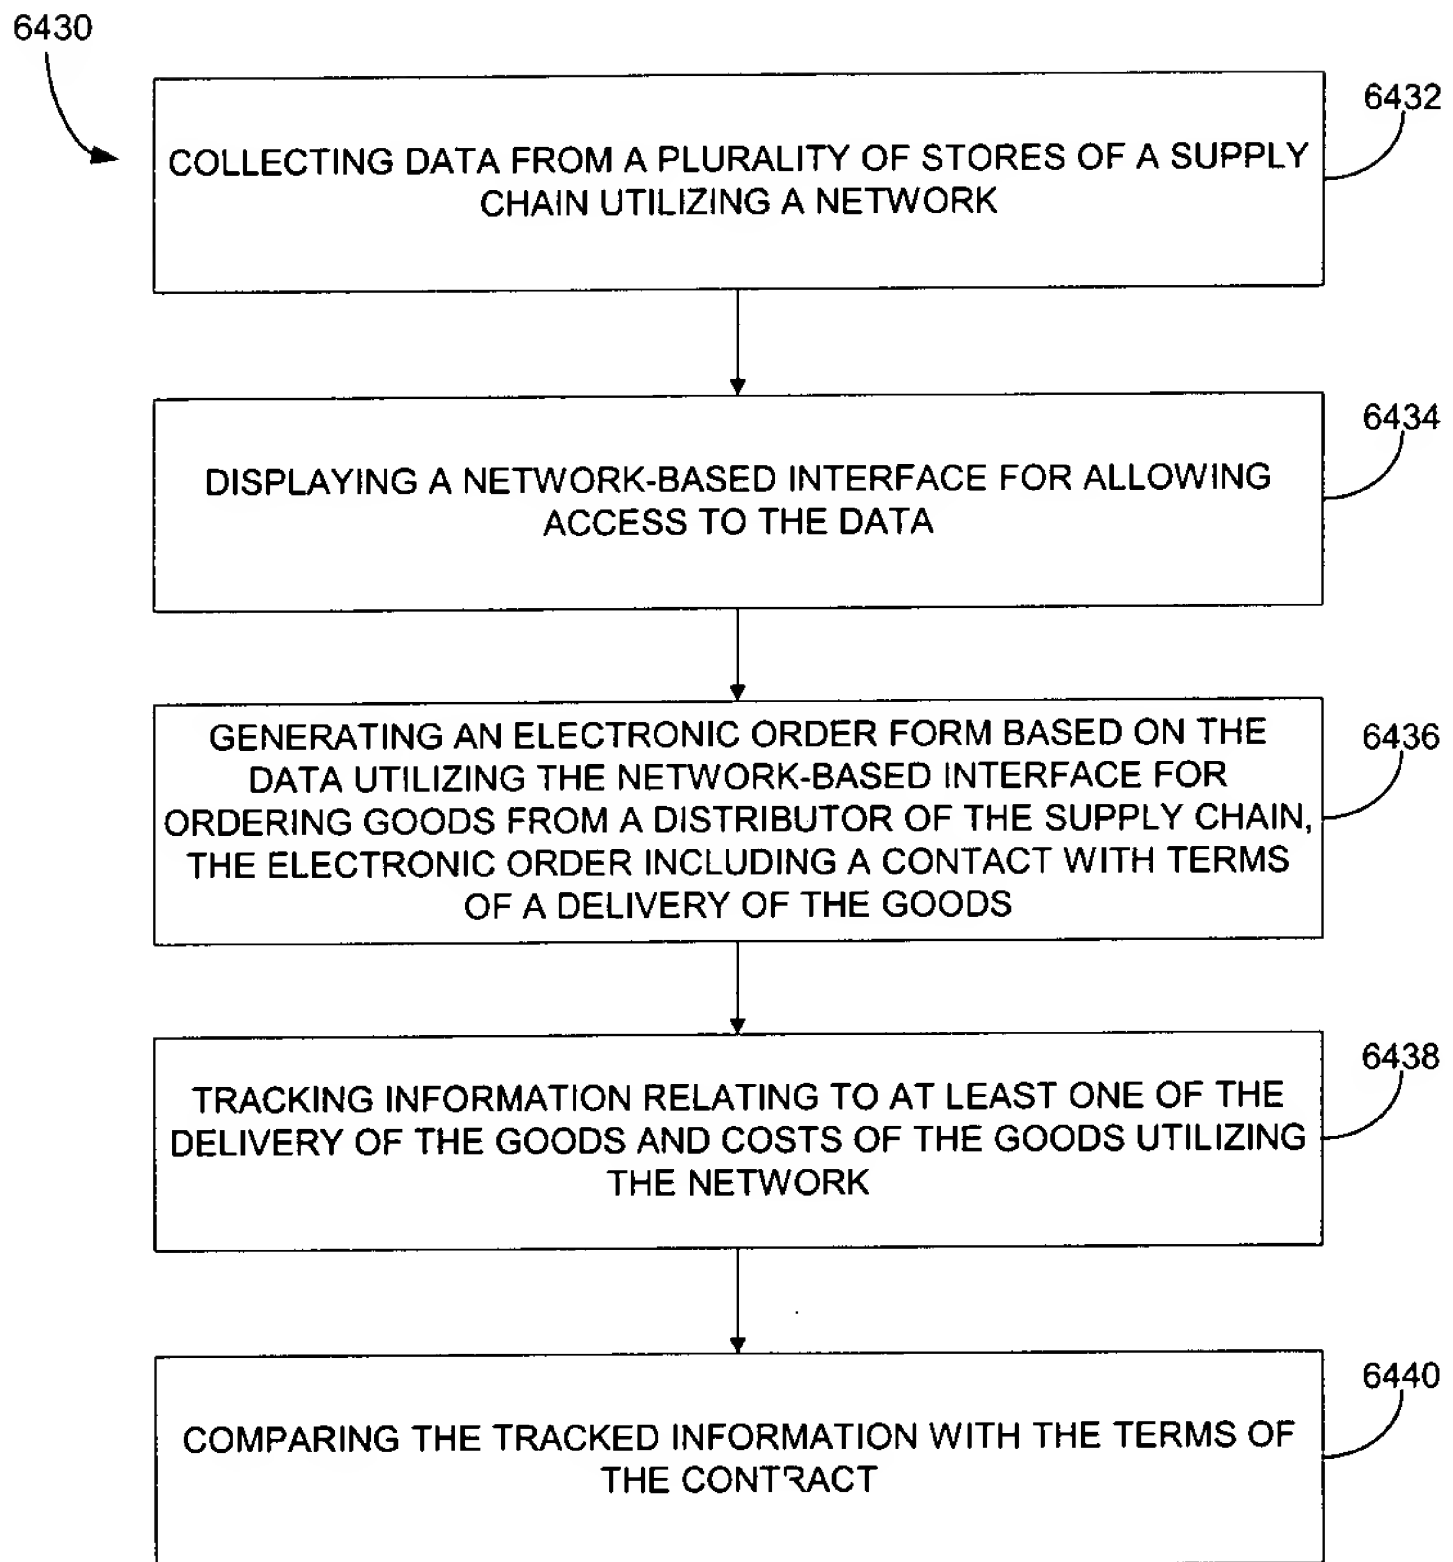 6430
6432
COLLECTING DATA FROM A PLURALITY OF STORES OF A SUPPLY
CHAIN UTILIZING A NETWORK
6434
DISPLAYING A NETWORK-BASED INTERFACE FOR ALLOWING
ACCESS TO THE DATA
6436
GENERATING AN ELECTRONIC ORDER FORM BASED ON THE
DATA UTILIZING THE NETWORK-BASED INTERFACE FOR
ORDERING GOODS FROM A DISTRIBUTOR OF THE SUPPLY CHAIN,
THE ELECTRONIC ORDER INCLUDING A CONTACT WITH TERMS
OF A DELIVERY OF THE GOODS
6438
TRACKING INFORMATION RELATING TO AT LEAST ONE OF THE
DELIVERY OF THE GOODS AND COSTS OF THE GOODS UTILIZING
THE NETWORK
6440
COMPARING THE TRACKED INFORMATION WITH THE TERMS OF
THE CONTRACT